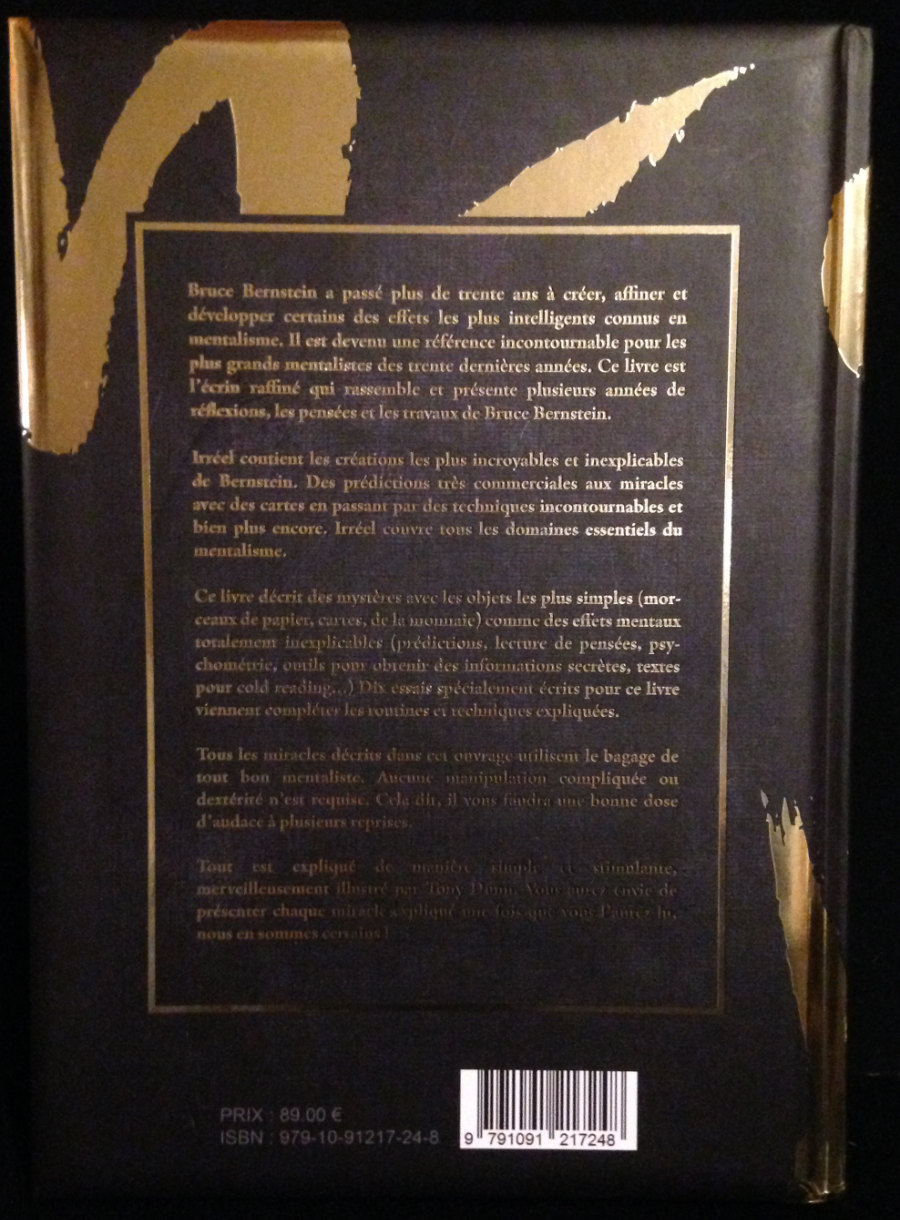 Bruce Bernstein a passé plus de trente ans à créer, affiner et
développer certains des effets les plus intelligents connus en
mentalisme. Il est devenu une référence incontournable pour les
plus grands mentalistes des trente dernières années. Ce livre est
l'écrin raffiné qui rassemble et présente plusieurs années de
réflexions, les pensées et les travaux de Bruce Bernstein.
Irréel contient les créations les plus incroyables et inexplicables
de Bernstein. Des prédictions très commerciales aux miracles
avec des cartes en passant par des techniques incontournables et
bien plus encore. Irréel couvre tous les domaines essentiels du
mentalisme.
Ce livre décrit des mystères avec les objets les plus simples (mor-
ceaux de papier, cartes, de la monnaie) comme des effets mentaux
totalement inexplicables (prédictions, lecture de pensées, psy-
chométrie, outils pour obtenir des informations secrètes, textes
pour cold reading...) Dix essais spécialement écrits pour ce livre
viennent compléter les routines et techniques expliquées.
Tous les miracles décrits dans cet ouvrage utilisent le bagage de
tout bon mentaliste. Aucune manipulation compliquée ou
dextérité n'est requise. Cela dit, il vous faudra une bonne dose
d'audace à plusieurs reprises.
Tout est expliqué de manière simple et stimulante,
merveilleusement illustré par Tony Dunn. Vous aurez envie de
présenter chaque miracle expliqué une fois que vous l'aurez lu,
nous en sommes certains !
PRIX : 89.00 €
ISBN : 979-10-91217-24-8
9 791091 217248